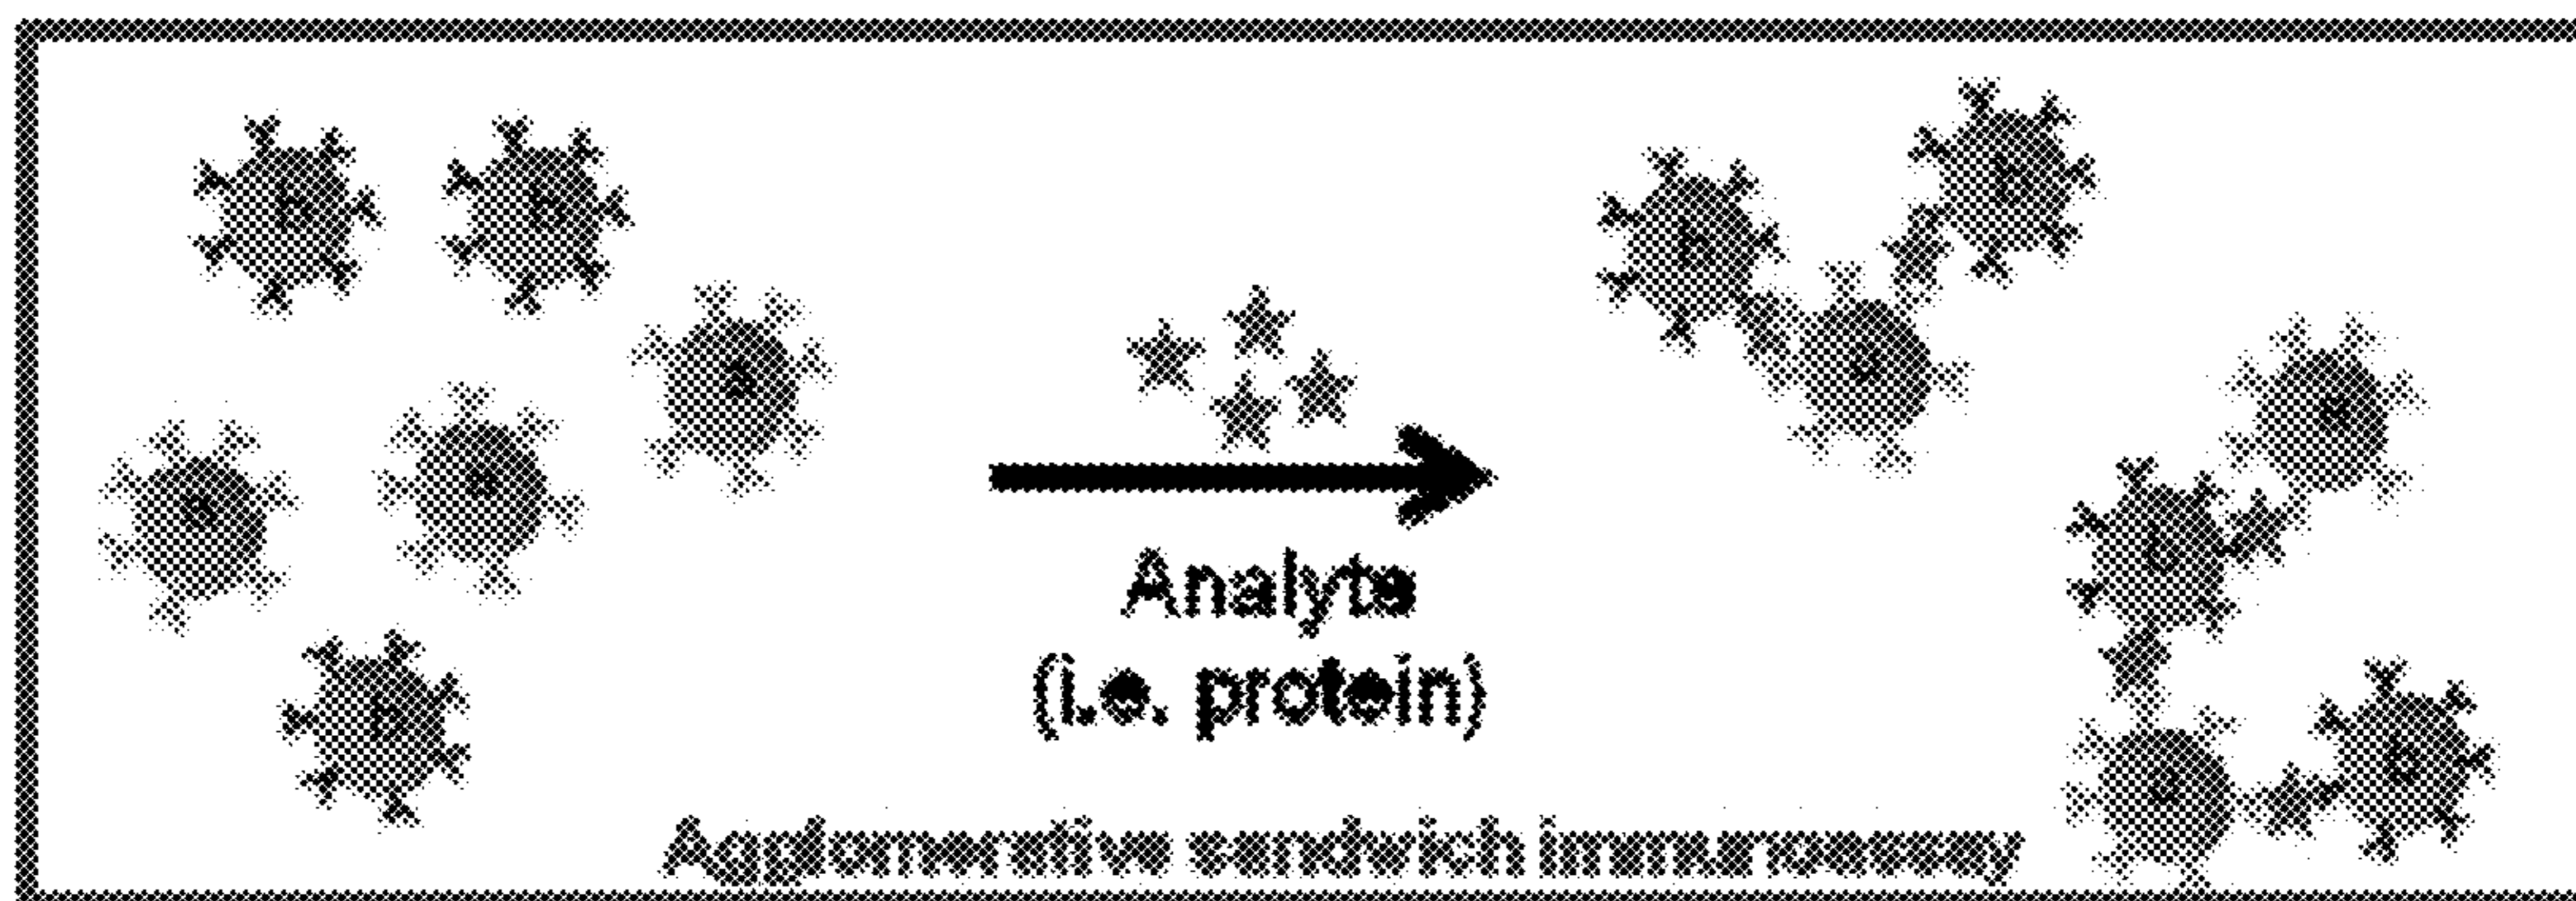 b b
b b
a
a
a a
a
b
b
Analyte
(i.e. protein)
a b
b
Agglomerative sandwich immunoassay